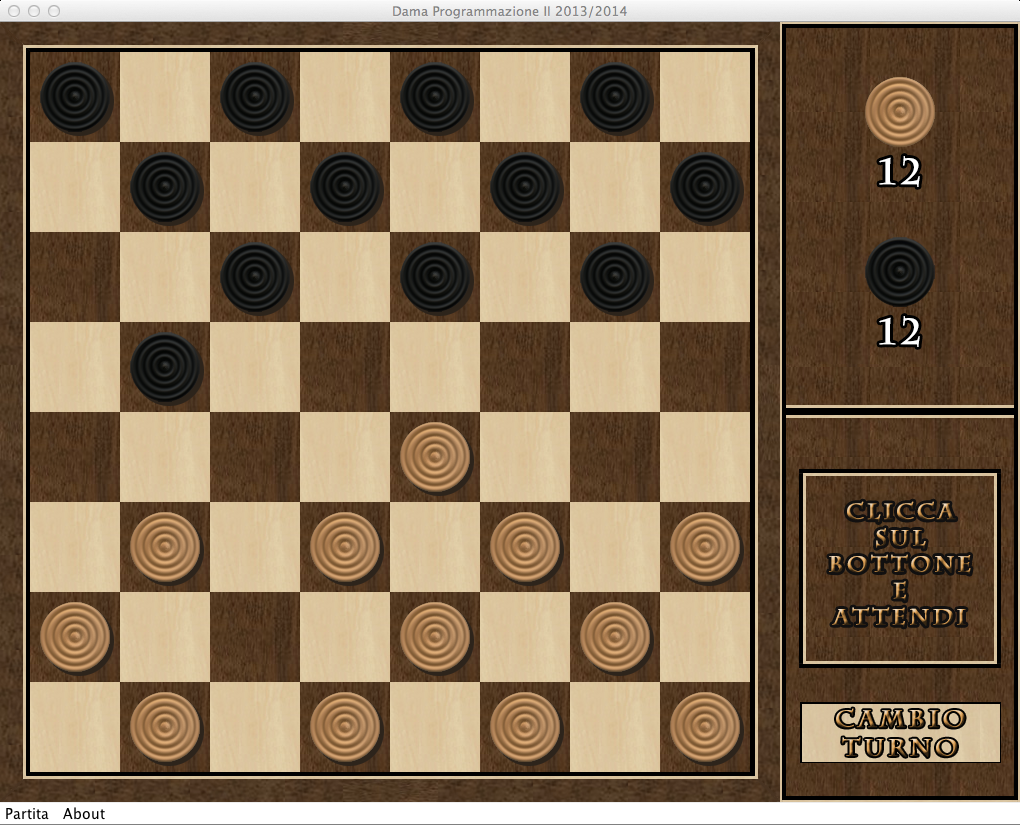 Dama Programmazione II 2013/2014
12
12
CLICCA
SUL
BOTTONE
E
ATTENDI
CAMBIO
TURNO
Partita About